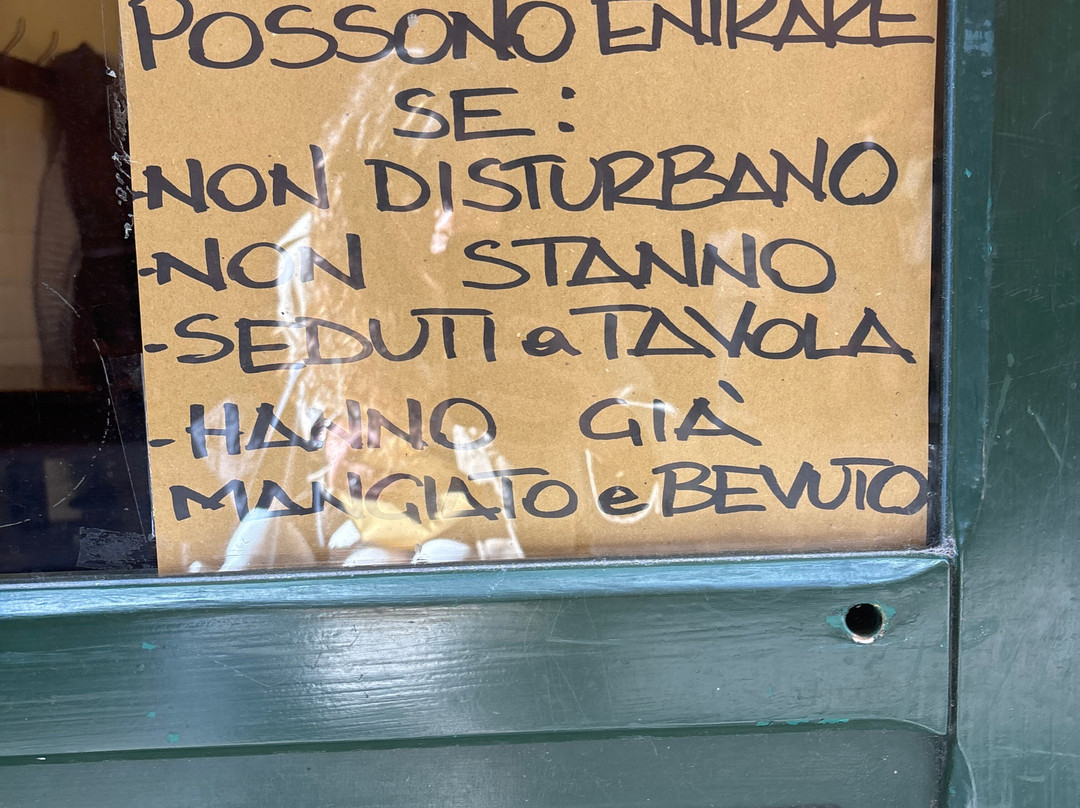 POSSONO ENTRARE
SE :
-NON DISTURBANO
-NON STANNO
-SEDUTI a TAVOLA
-HANNO GIÀ
MANGIATO e BEVUTO